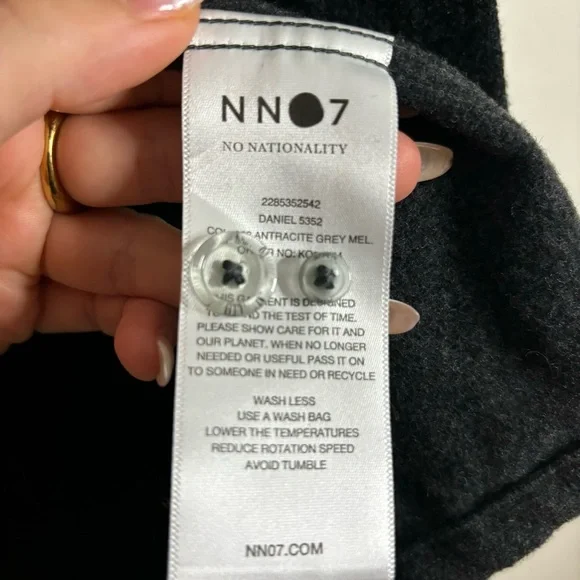 NN07
NO NATIONALITY
2285352542
DANIEL 5352
ANTRACITE GREY MEL.
NO:
IS DESIGNED
THE TEST OF TIME.
PLEASE SHOW CARE FOR IT AND
OUR PLANET. WHEN NO LONGER
NEEDED OR USEFUL PASS IT ON
TO SOMEONE IN NEED OR RECYCLE
WASH LESS
USE A WASH BAG
LOWER THE TEMPERATURES
REDUCE ROTATION SPEED
AVOID TUMBLE
NN07.COM